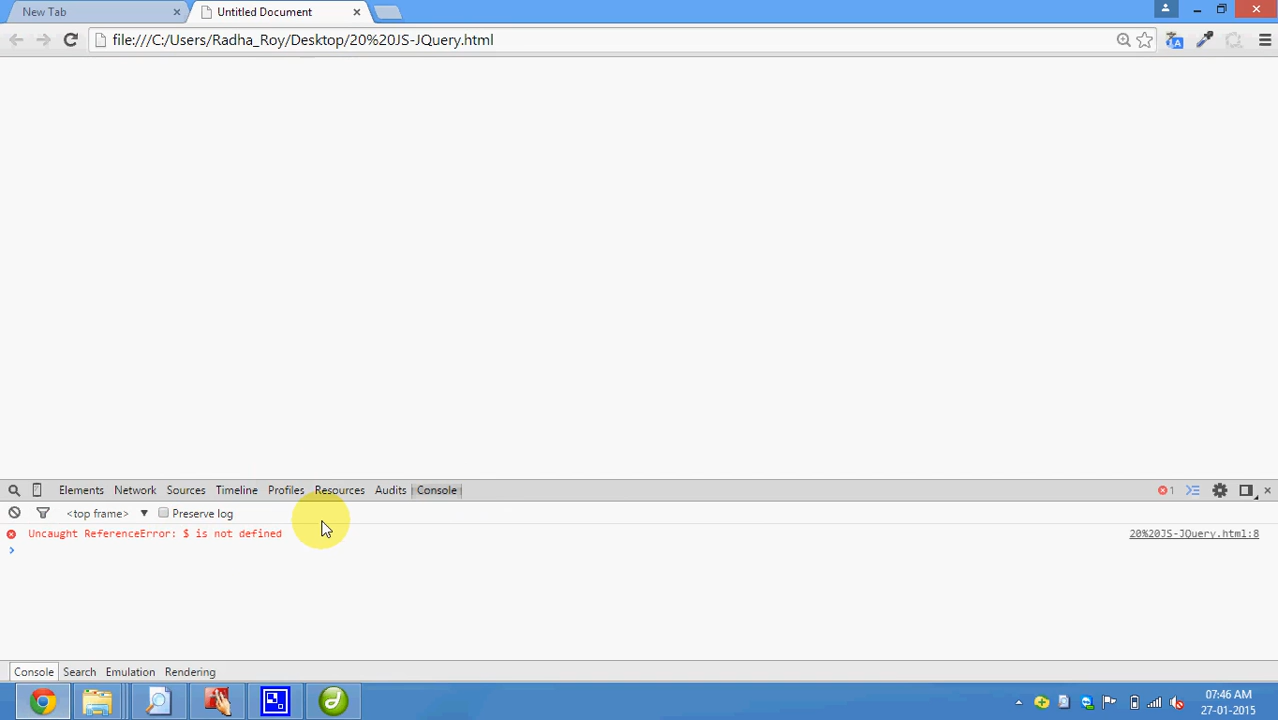 New Tab
Untitled Document
file:///C:/Users/Radha_Roy/Desktop/20%20JS-JQuery.html
Elements Network Sources Timeline Profiles Resources Audits Console
1
<top frame> Preserve log
Uncaught ReferenceError: $ is not defined
20%20JS-JQuery.html:8
Console Search Emulation Rendering
07:46 AM
27-01-2015